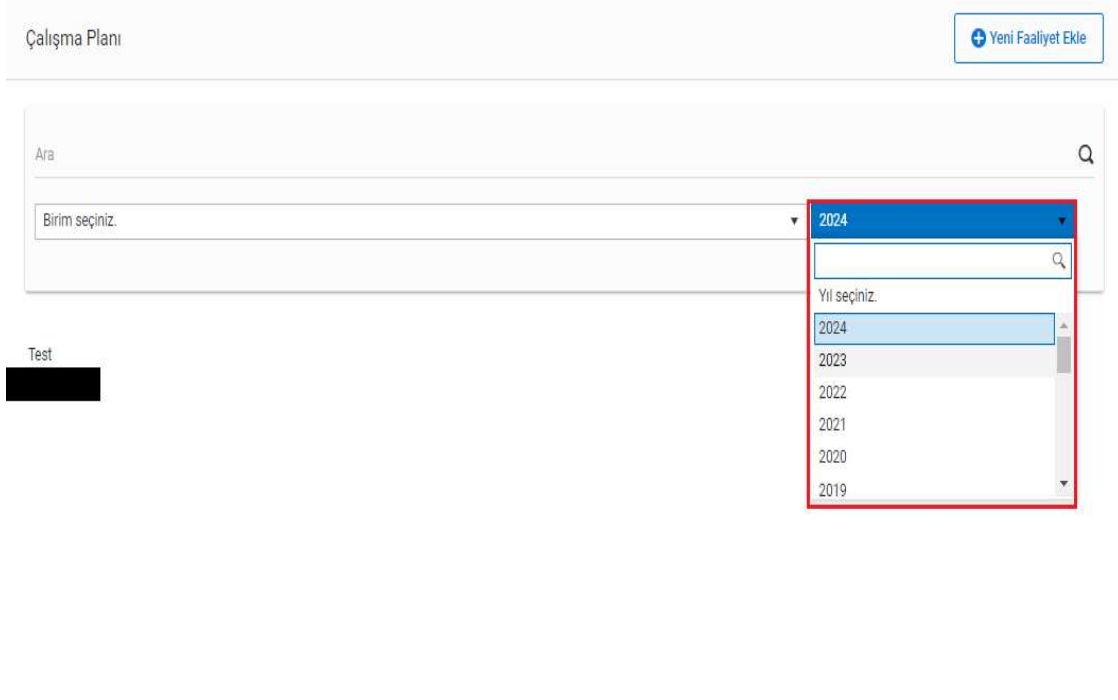 Çalışma Planı
Yeni Faaliyet Ekle
Ara
Birim seçiniz.
2024
Yıl seçiniz.
2024
2023
2022
2021
2020
2019
Test